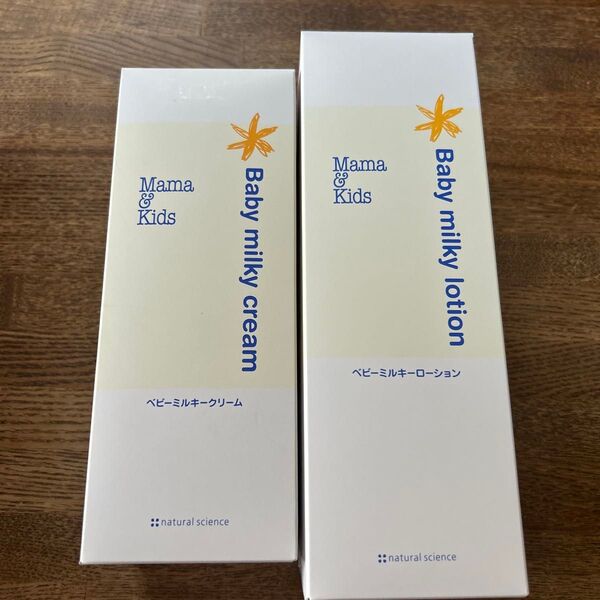 Mama
&
Kids
Baby milky cream
ベビーミルキークリーム
natural science
Mama
&
Kids
Baby milky lotion
ベビーミルキーローション
natural science